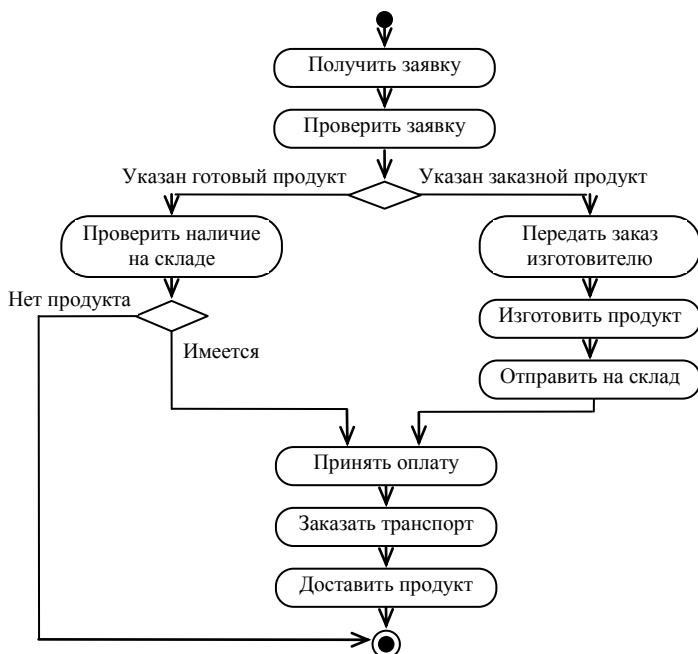 Получить заявку
Проверить заявку
Указан готовый продукт
Указан заказной продукт
Проверить наличие
на складе
Передать заказ
изготовителю
Нет продукта
Изготовить продукт
Имеется
Отправить на склад
Принять оплату
Заказать транспорт
Доставить продукт